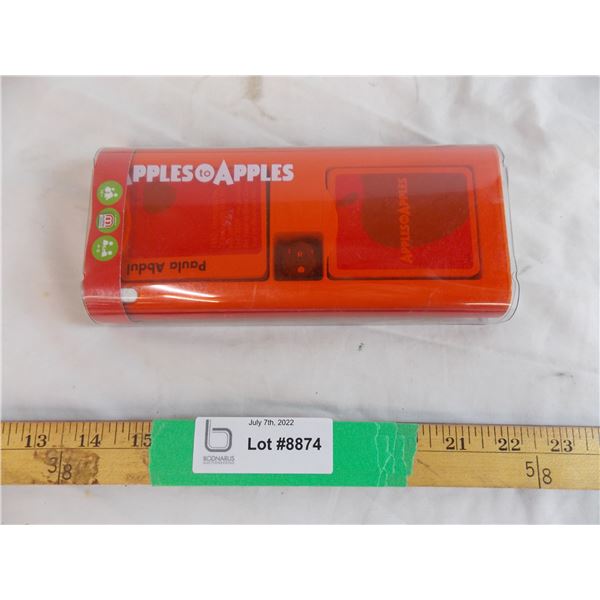 APPLES to APPLES
APPLES to APPLES
Paula Abdul
July 7th, 2022
Lot #8874
BODNARUS
13 14 15 21 22 23
3/8 5/8